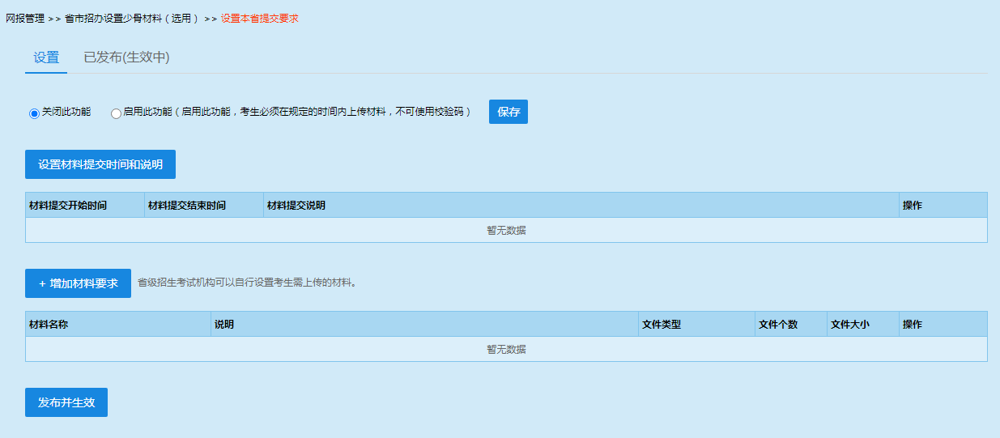 网报管理 >> 省市招办设置少骨材料（选用） >> 设置本省提交要求
设置 已发布(生效中)
关闭此功能 启用此功能（启用此功能，考生必须在规定的时间内上传材料，不可使用校验码） 保存
设置材料提交时间和说明
材料提交开始时间 材料提交结束时间 材料提交说明 操作
暂无数据
+ 增加材料要求 省级招生考试机构可以自行设置考生需上传的材料。
材料名称 说明 文件类型 文件个数 文件大小 操作
暂无数据
发布并生效